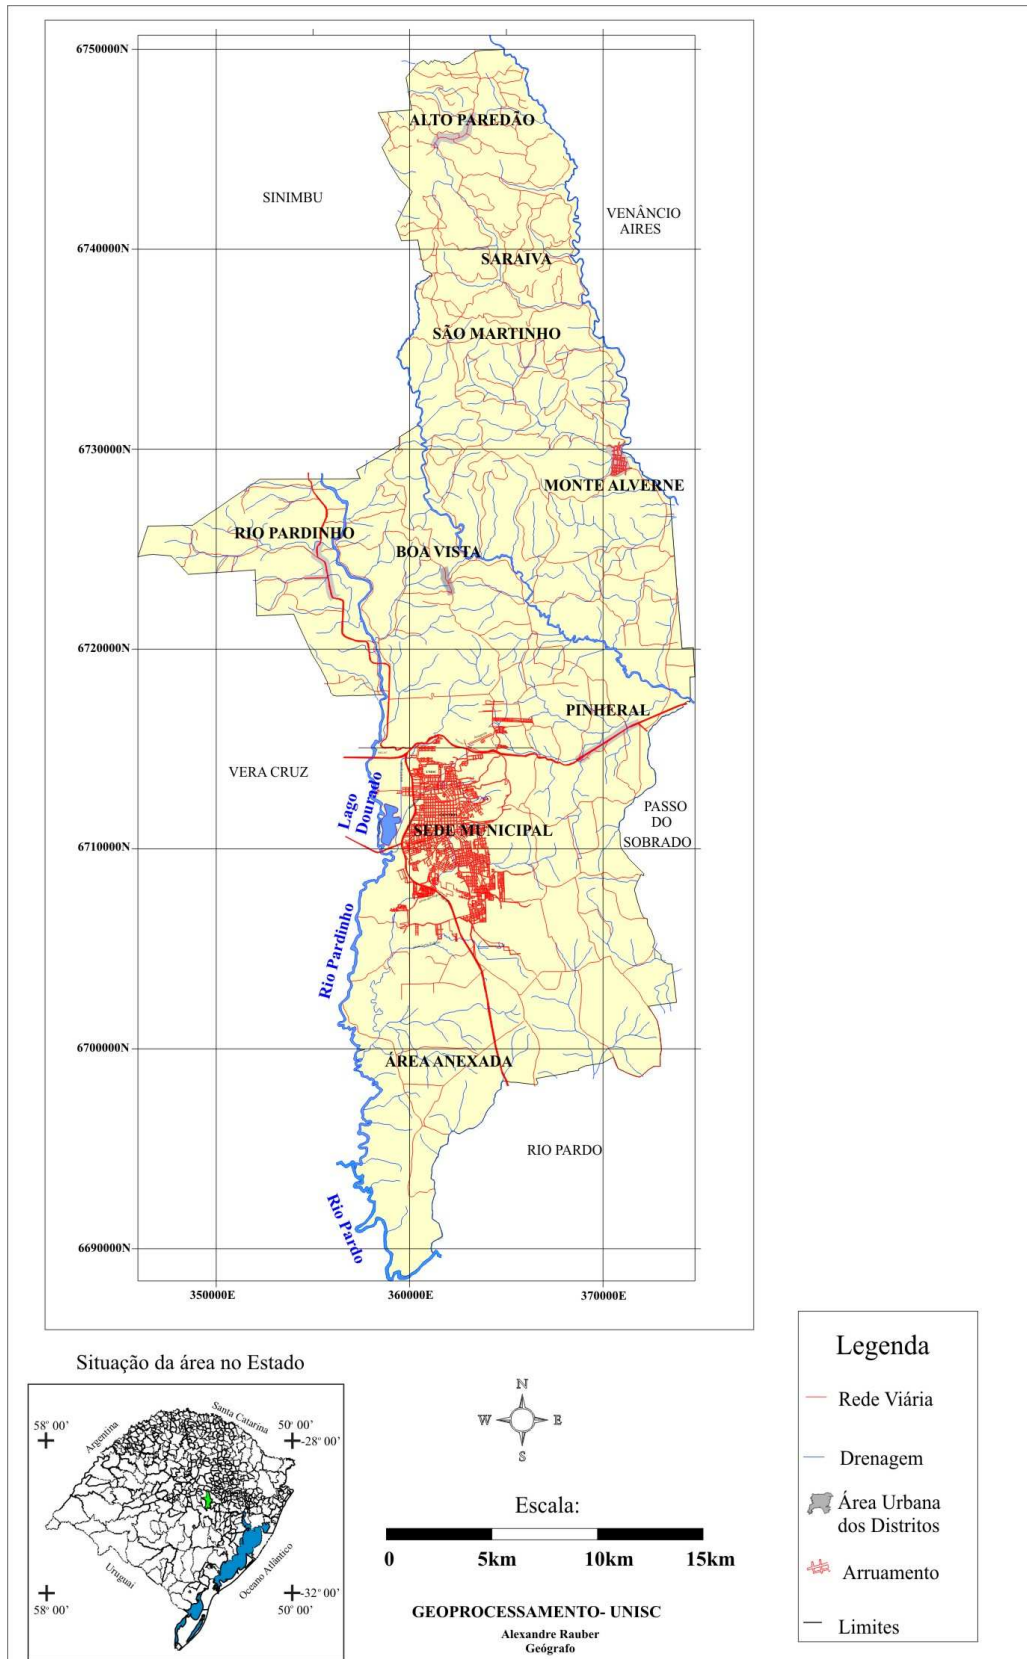 6750000N
ALTO PAREDÃO
SINIMBU
VENÂNCIO
AIRES
6740000N
SARAIVA
SÃO MARTINHO
6730000N
MONTE ALVERNE
RIO PARDINHO
BOA VISTA
6720000N
PINHERAL
VERA CRUZ
Lago
Dourado
PASSO
DO
SOBRADO
SEDE MUNICIPAL
6710000N
Rio Pardinho
6700000N
ÁREA ANEXADA
RIO PARDO
Rio Pardo
6690000N
350000E
360000E
370000E
Situação da área no Estado
58° 00'
Argentina
Santa Catarina
50° 00'
-28° 00'
Uruguai
Oceano Atlântico
58° 00'
-32° 00'
50° 00'
N
W
E
S
Escala:
0 5km 10km 15km
GEOPROCESSAMENTO- UNISC
Alexandre Rauber
Geógrafo
Legenda
Rede Viária
Drenagem
Área Urbana
dos Distritos
Arruamento
Limites